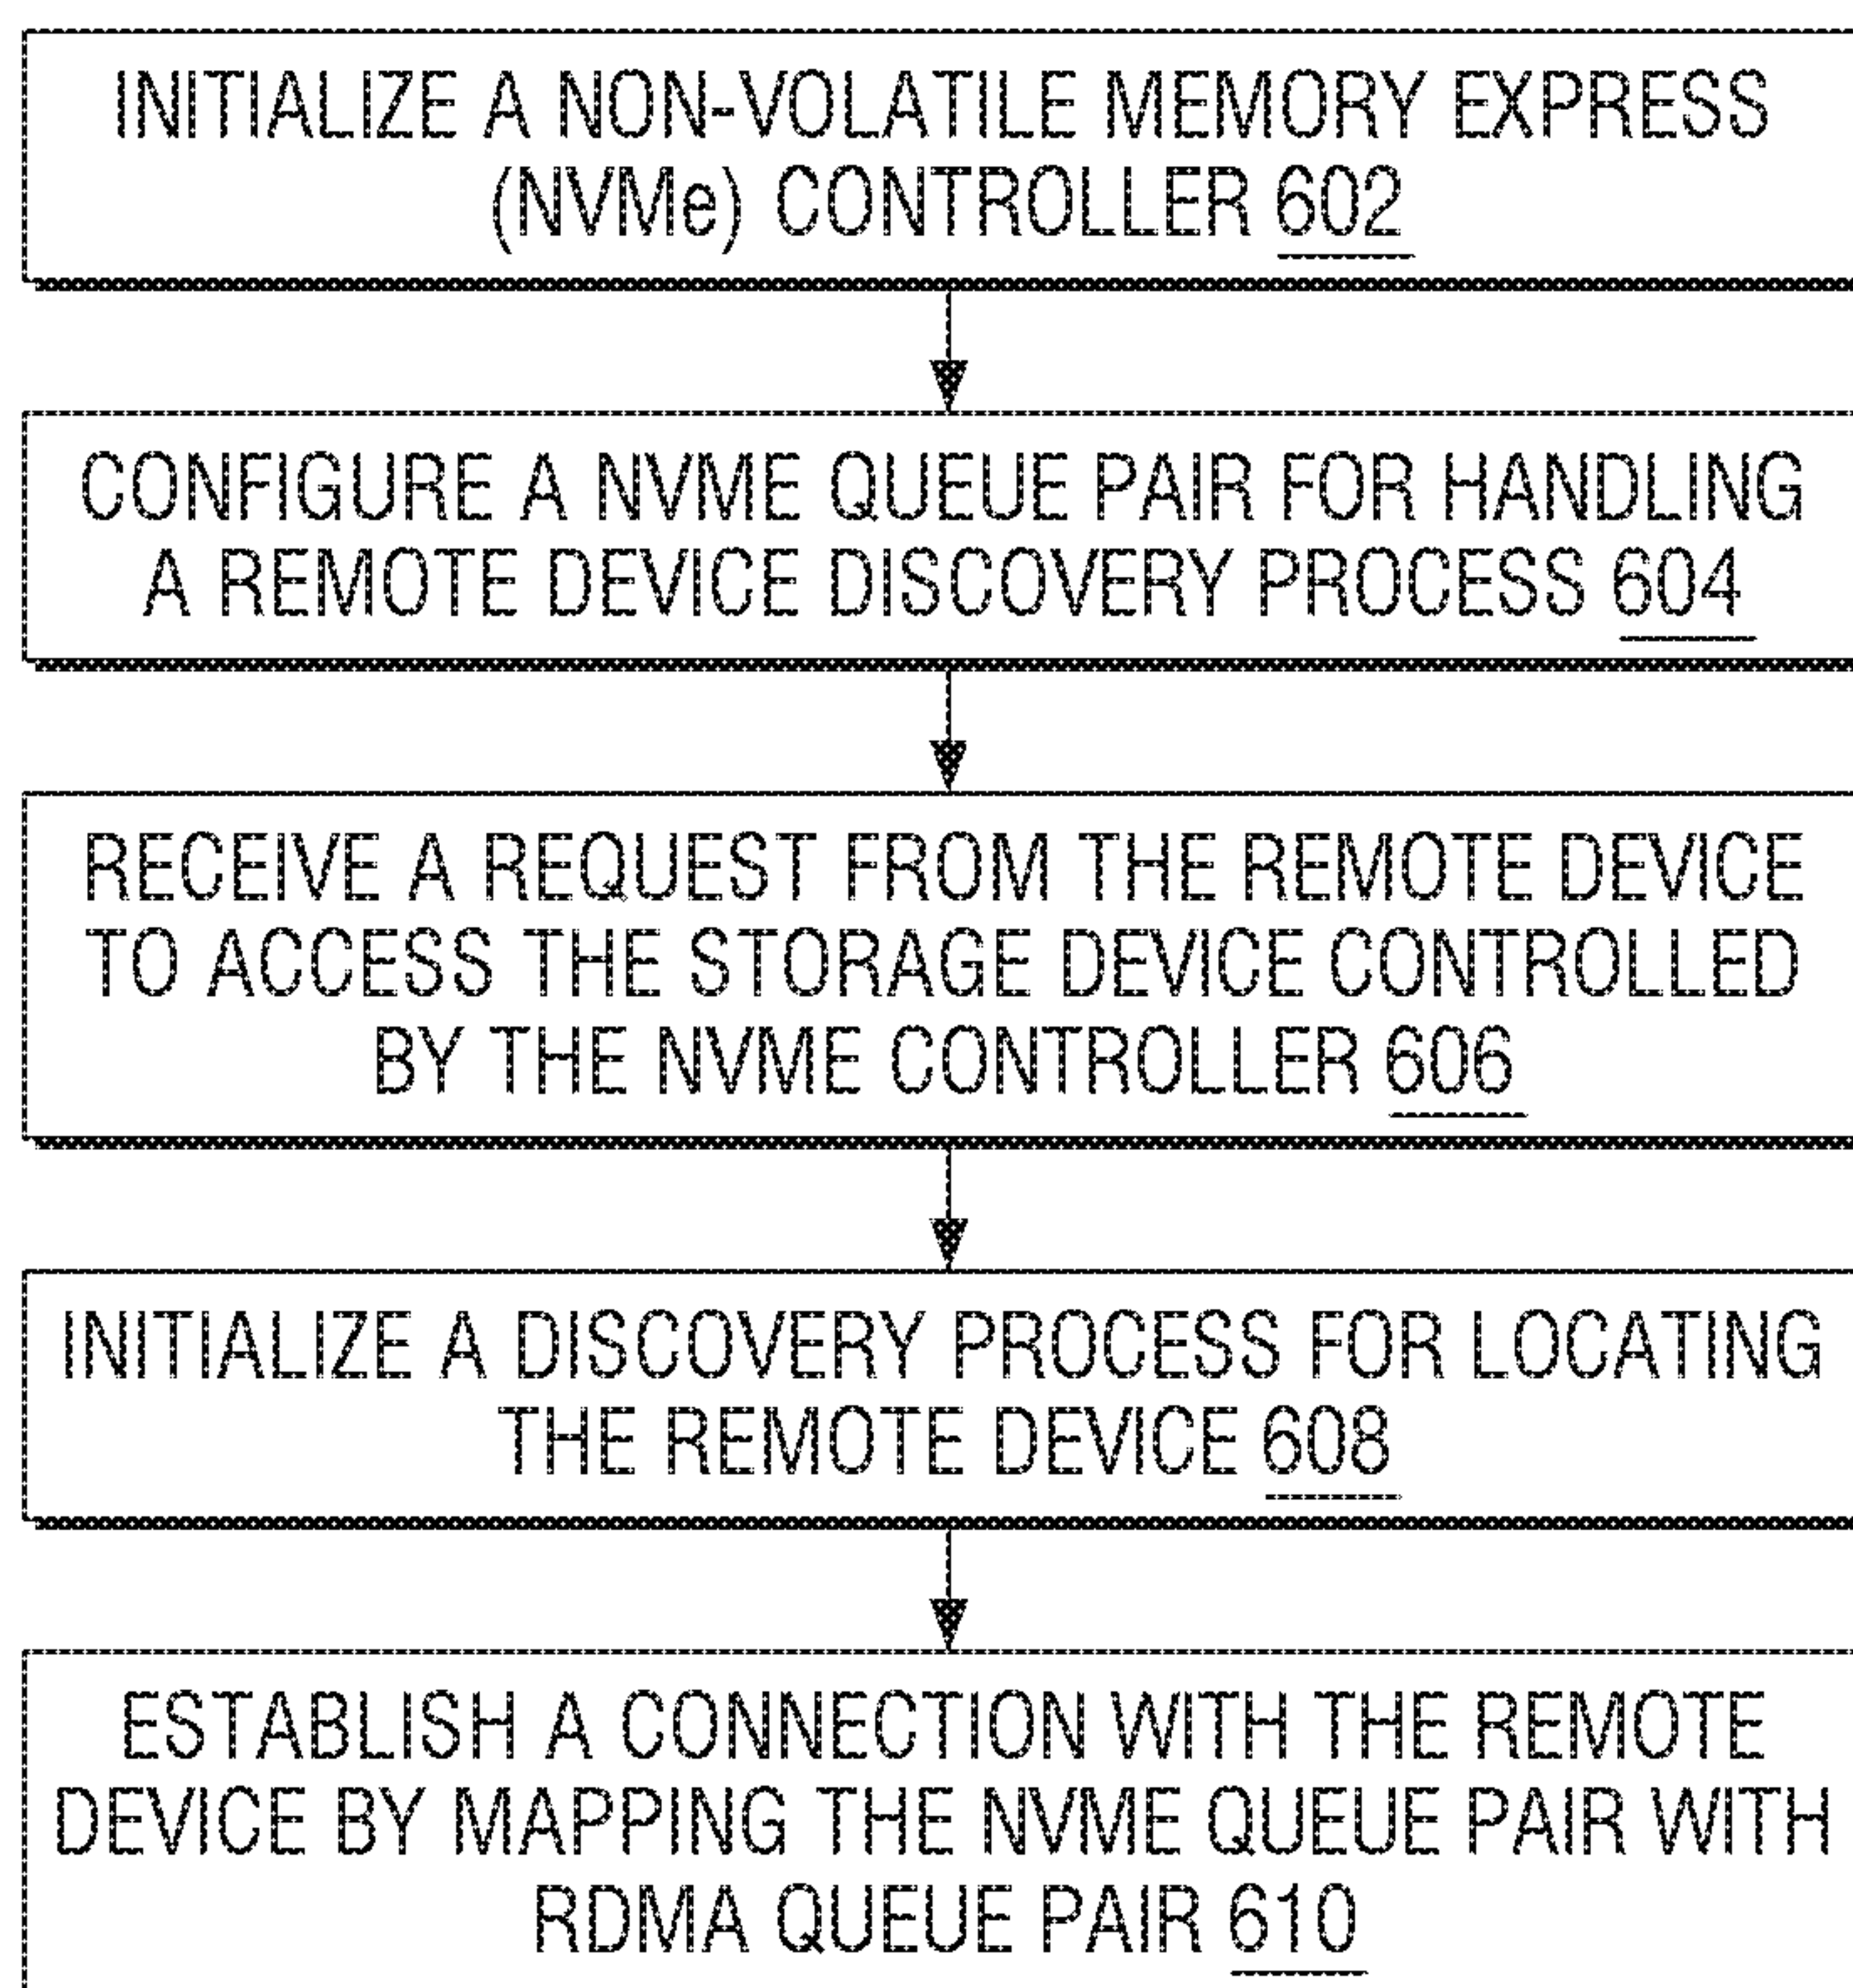 INITIALIZE A NON-VOLATILE MEMORY EXPRESS
(NVMe) CONTROLLER 602
CONFIGURE A NVME QUEUE PAIR FOR HANDLING
A REMOTE DEVICE DISCOVERY PROCESS 604
RECEIVE A REQUEST FROM THE REMOTE DEVICE
TO ACCESS THE STORAGE DEVICE CONTROLLED
BY THE NVME CONTROLLER 606
INITIALIZE A DISCOVERY PROCESS FOR LOCATING
THE REMOTE DEVICE 608
ESTABLISH A CONNECTION WITH THE REMOTE
DEVICE BY MAPPING THE NVME QUEUE PAIR WITH
RDMA QUEUE PAIR 610